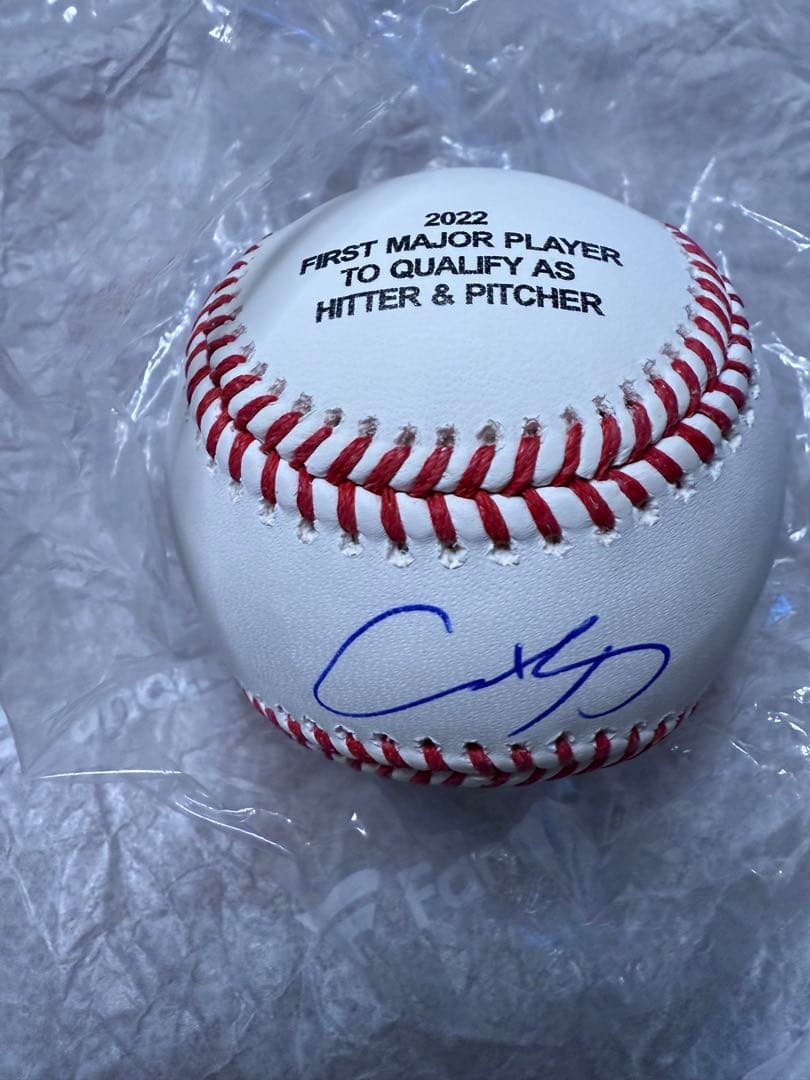 2022
FIRST MAJOR PLAYER
TO QUALIFY AS
HITTER & PITCHER